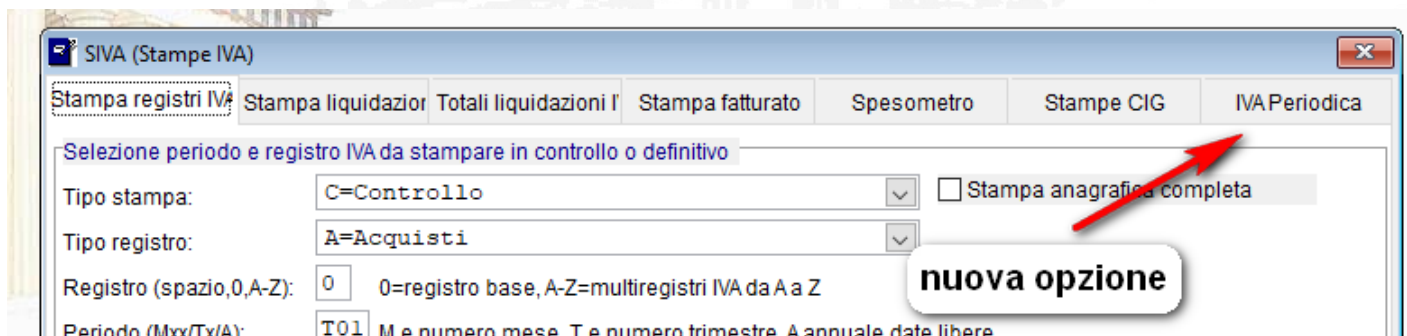 SIVA (Stampe IVA)
Stampa registri IVA Stampa liquidazior Totali liquidazioni I' Stampa fatturato Spesometro Stampe CIG IVA Periodica
Selezione periodo e registro IVA da stampare in controllo o definitivo
Tipo stampa: C=Controllo Stampa anagrafica completa
Tipo registro: A=Acquisti
nuova opzione
Registro (spazio,0,A-Z): 0 0=registro base, A-Z=multiregistri IVA da A a Z
Periodo (Mxx/Tx/A): T01 M e numero mese, T e numero trimestre, A annuale date libere